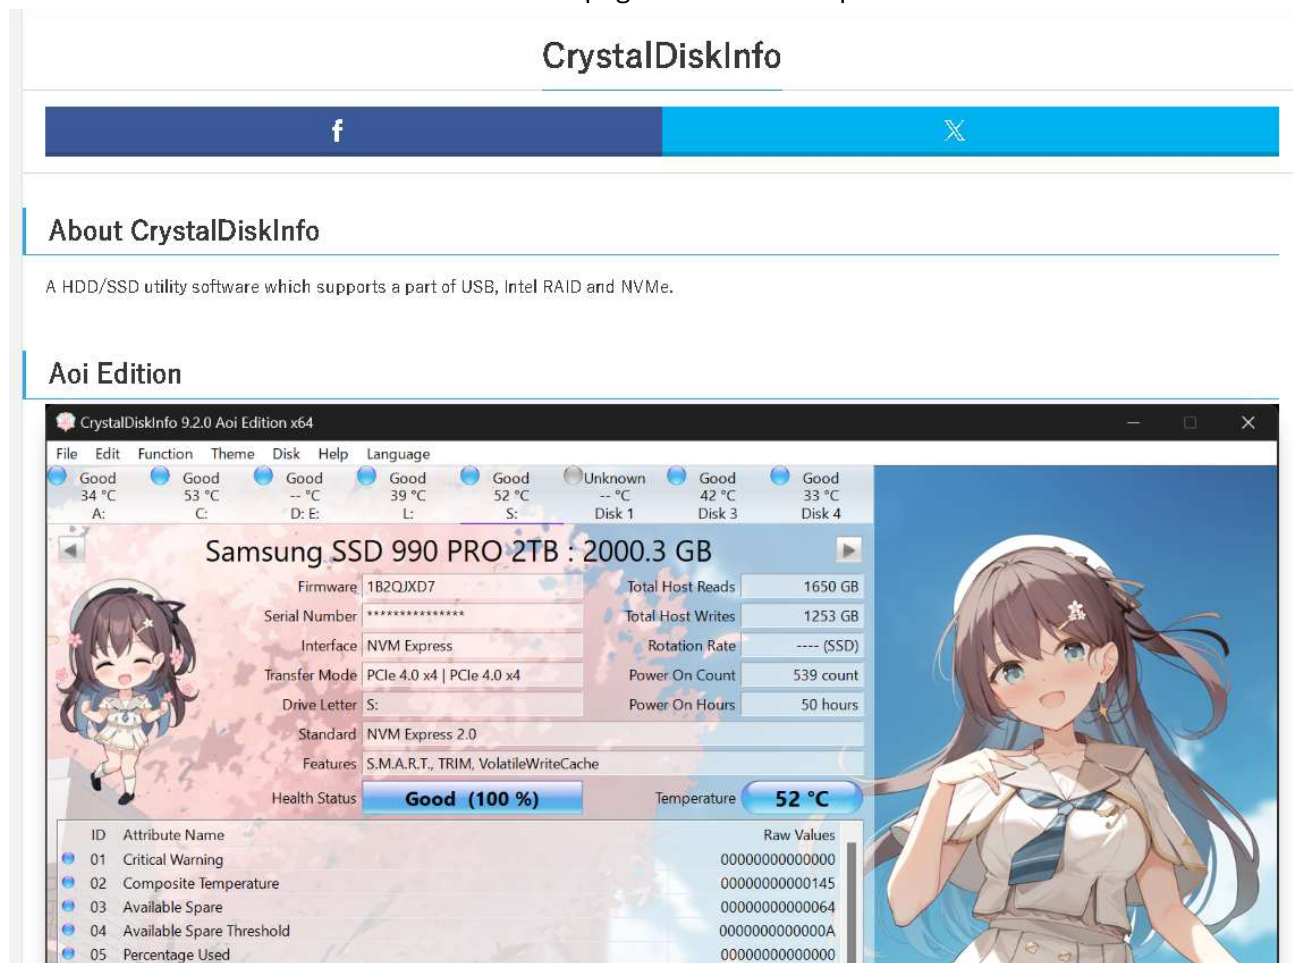 CrystalDiskInfo
f
𝕏
About CrystalDiskInfo
A HDD/SSD utility software which supports a part of USB, Intel RAID and NVMe.
Aoi Edition
CrystalDiskInfo 9.2.0 Aoi Edition x64
File Edit Function Theme Disk Help Language
Good Good Good Good Good Unknown Good Good
34 °C 53 °C -- °C 39 °C 52 °C -- °C 42 °C 33 °C
A: C: D: E: L: S: Disk 1 Disk 3 Disk 4
Samsung SSD 990 PRO 2TB : 2000.3 GB
Firmware 1B2QJXD7 Total Host Reads 1650 GB
Serial Number *************** Total Host Writes 1253 GB
Interface NVM Express Rotation Rate ---- (SSD)
Transfer Mode PCIe 4.0 x4 | PCIe 4.0 x4 Power On Count 539 count
Drive Letter S: Power On Hours 50 hours
Standard NVM Express 2.0
Features S.M.A.R.T., TRIM, VolatileWriteCache
Health Status Good (100 %) Temperature 52 °C
ID Attribute Name Raw Values
01 Critical Warning 00000000000000
02 Composite Temperature 00000000000145
03 Available Spare 00000000000064
04 Available Spare Threshold 0000000000000A
05 Percentage Used 00000000000000